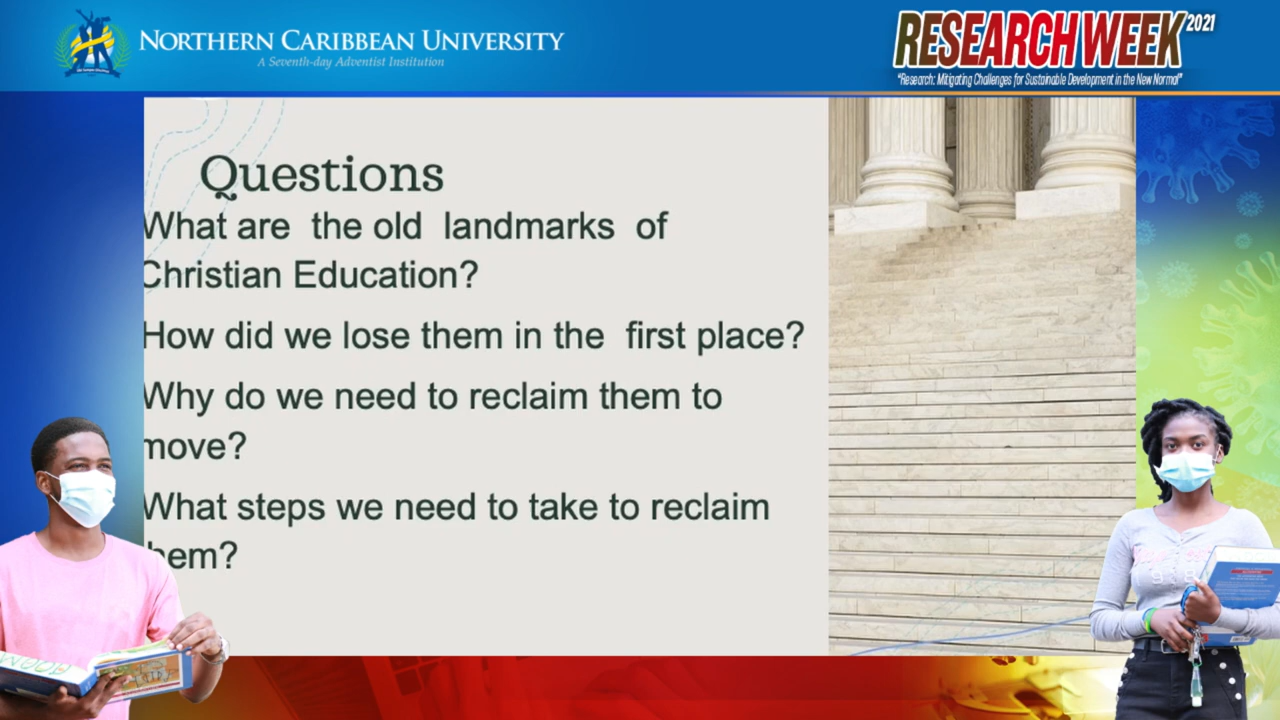 NORTHERN CARIBBEAN UNIVERSITY
A Seventh-day Adventist Institution
RESEARCH WEEK 2021
"Research: Mitigating Challenges for Sustainable Development in the New Normal"
Questions
What are the old landmarks of
Christian Education?
How did we lose them in the first place?
Why do we need to reclaim them to
move?
What steps we need to take to reclaim
hem?